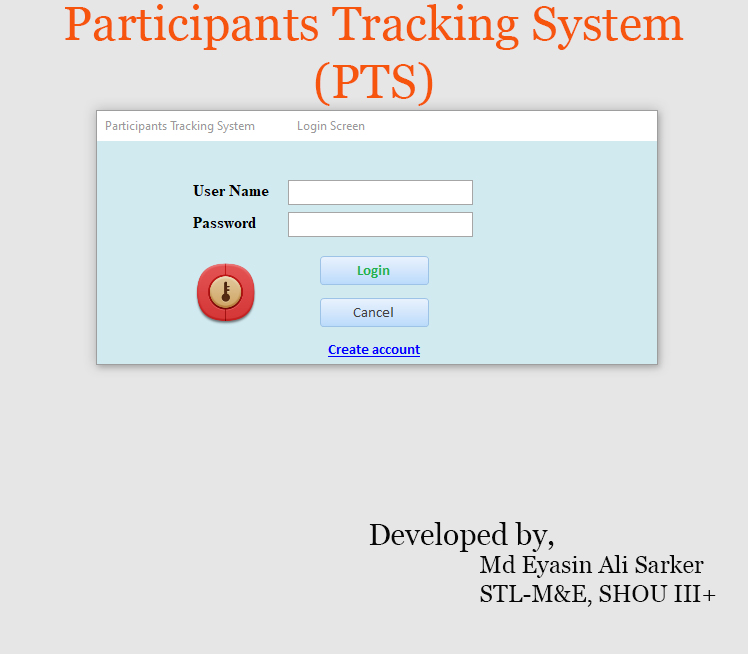 Participants Tracking System
(PTS)
Participants Tracking System Login Screen
User Name
Password
Login
Cancel
Create account
Developed by,
Md Eyasin Ali Sarker
STL-M&E, SHOU III+